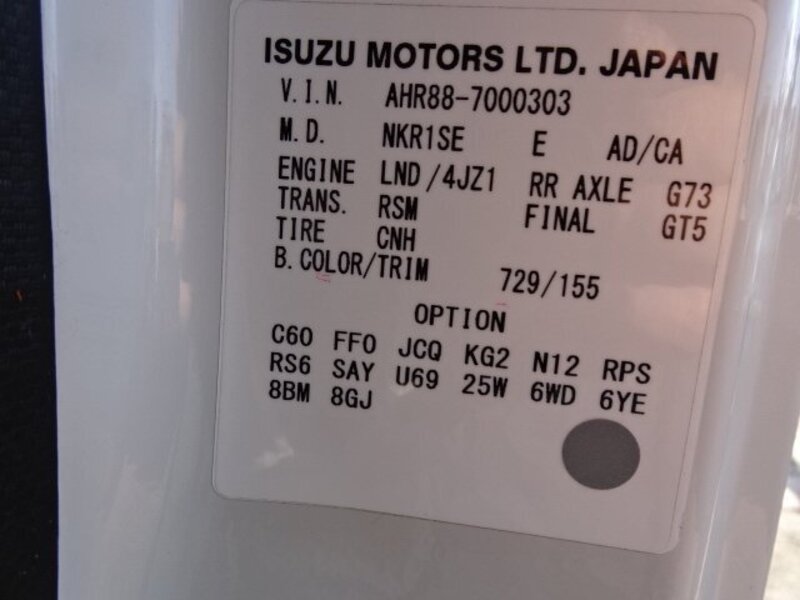 ISUZU MOTORS LTD. JAPAN
V.I.N. AHR88-7000303
M.D. NKR1SE E AD/CA
ENGINE LND/4JZ1 RR AXLE G73
TRANS. RSM FINAL GT5
TIRE CNH
B.COLOR/TRIM 729/155
OPTION
C60 FF0 JCQ KG2 N12 RPS
RS6 SAY U69 25W 6WD 6YE
8BM 8GJ